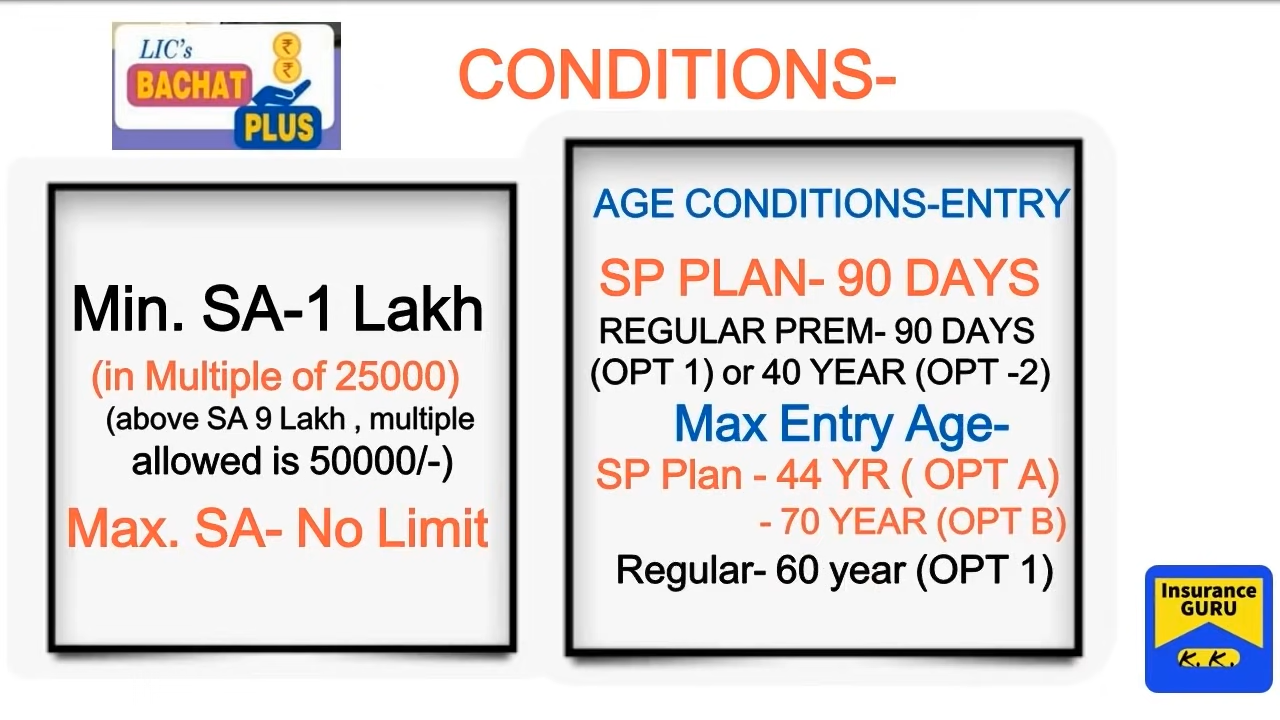 LIC's
BACHAT
PLUS
CONDITIONS-
Min. SA-1 Lakh
(in Multiple of 25000)
(above SA 9 Lakh , multiple
allowed is 50000/-)
Max. SA- No Limit
AGE CONDITIONS-ENTRY
SP PLAN- 90 DAYS
REGULAR PREM- 90 DAYS
(OPT 1) or 40 YEAR (OPT -2)
Max Entry Age-
SP Plan - 44 YR ( OPT A)
- 70 YEAR (OPT B)
Regular- 60 year (OPT 1)
Insurance
GURU
K. K.